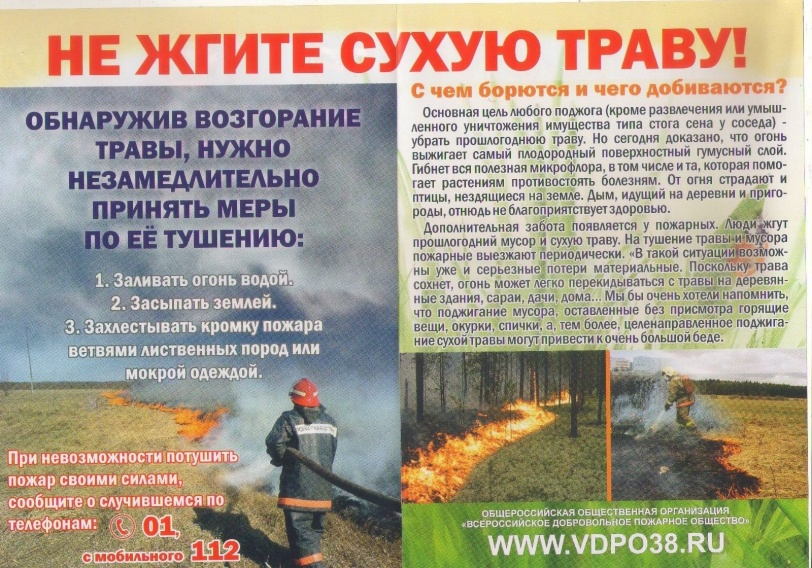 НЕ ЖГИТЕ СУХУЮ ТРАВУ!
ОБНАРУЖИВ ВОЗГОРАНИЕ
ТРАВЫ, НУЖНО
НЕЗАМЕДЛИТЕЛЬНО
ПРИНЯТЬ МЕРЫ
ПО ЕЁ ТУШЕНИЮ:
1. Заливать огонь водой.
2. Засыпать землей.
3. Захлестывать кромку пожара
ветвями лиственных пород или
мокрой одеждой.
При невозможности потушить
пожар своими силами,
сообщите о случившемся по
телефонам: 01,
с мобильного 112
С чем борются и чего добиваются?
Основная цель любого поджога (кроме развлечения или умыш-
ленного уничтожения имущества типа стога сена у соседа) -
убрать прошлогоднюю траву. Но сегодня доказано, что огонь
выжигает самый плодородный поверхностный гумусный слой.
Гибнет вся полезная микрофлора, в том числе и та, которая помо-
гает растениям противостоять болезням. От огня страдают и
птицы, нездящиеся на земле. Дым, идущий на деревни и приго-
роды, отнюдь не благоприятствует здоровью.
Дополнительная забота появляется у пожарных. Люди жгут
прошлогодний мусор и сухую траву. На тушение травы и мусора
пожарные выезжают периодически. «В такой ситуации возмож-
ны уже и серьезные потери материальные. Поскольку трава
сохнет, огонь может легко перекидываться с травы на деревян-
ные здания, сараи, дачи, дома... Мы бы очень хотели напомнить,
что поджигание мусора, оставленные без присмотра горящие
вещи, окурки, спички, а, тем более, целенаправленное поджига-
ние сухой травы могут привести к очень большой беде.
ОБЩЕРОССИЙСКАЯ ОБЩЕСТВЕННАЯ ОРГАНИЗАЦИЯ
«ВСЕРОССИЙСКОЕ ДОБРОВОЛЬНОЕ ПОЖАРНОЕ ОБЩЕСТВО»
WWW.VDPO38.RU